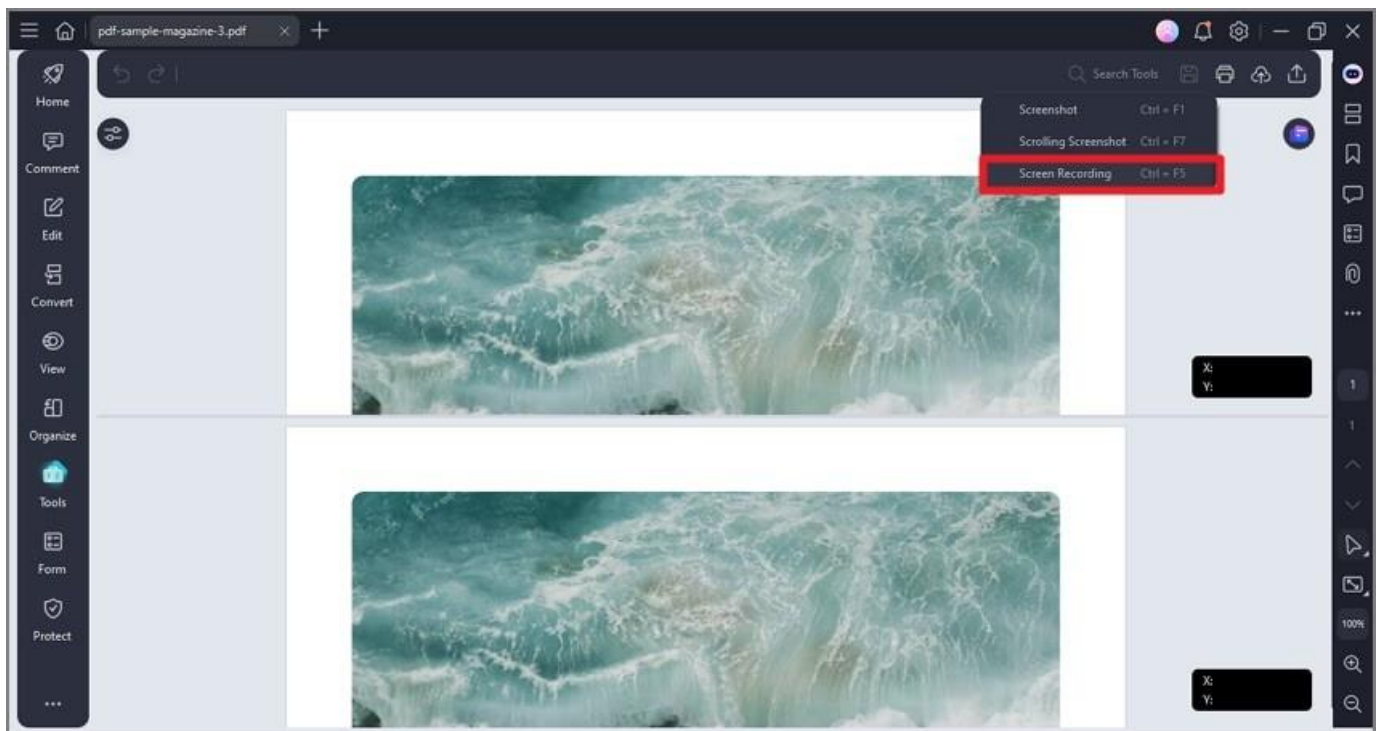 pdf-sample-magazine-3.pdf
Search Tools
Home
Comment
Edit
Convert
View
Organize
Tools
Form
Protect
Screenshot Ctrl + F1
Scrolling Screenshot Ctrl + F7
Screen Recording Ctrl + F5
X:
Y:
X:
Y:
1
1
100%